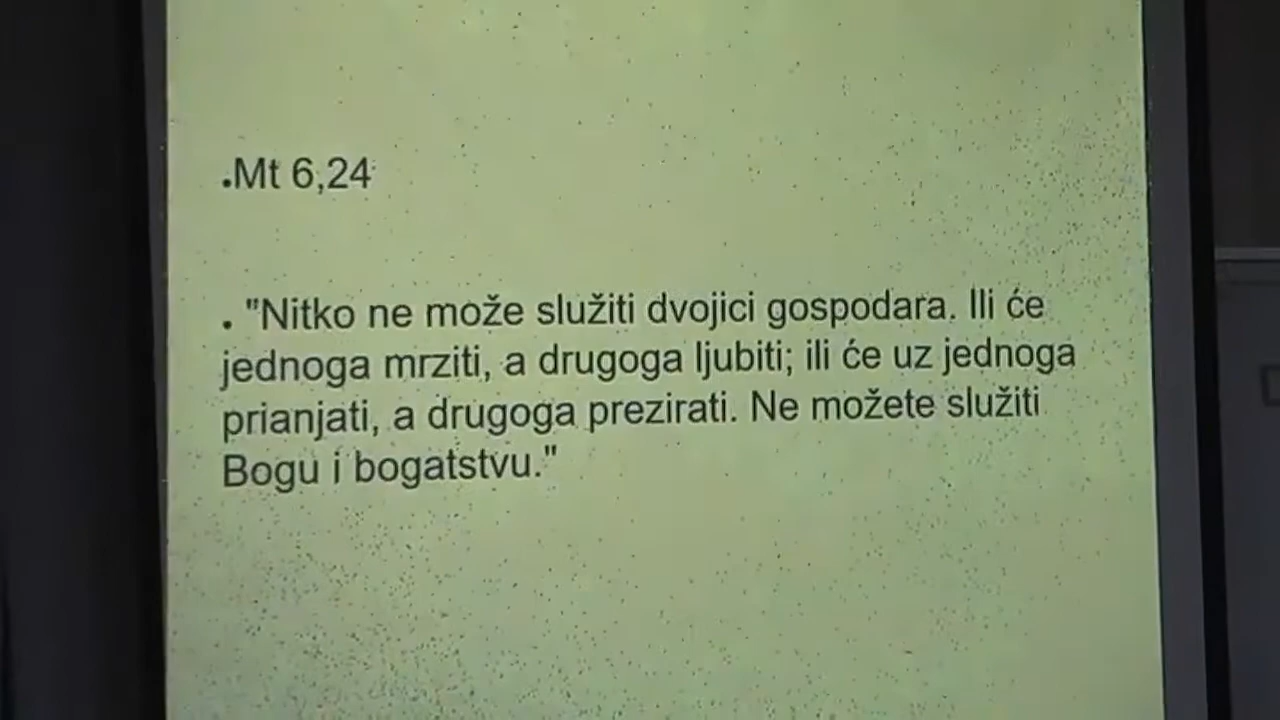 .Mt 6,24
. "Nitko ne može služiti dvojici gospodara. Ili će
jednoga mrziti, a drugoga ljubiti; ili će uz jednoga
prianjati, a drugoga prezirati. Ne možete služiti
Bogu i bogatstvu."